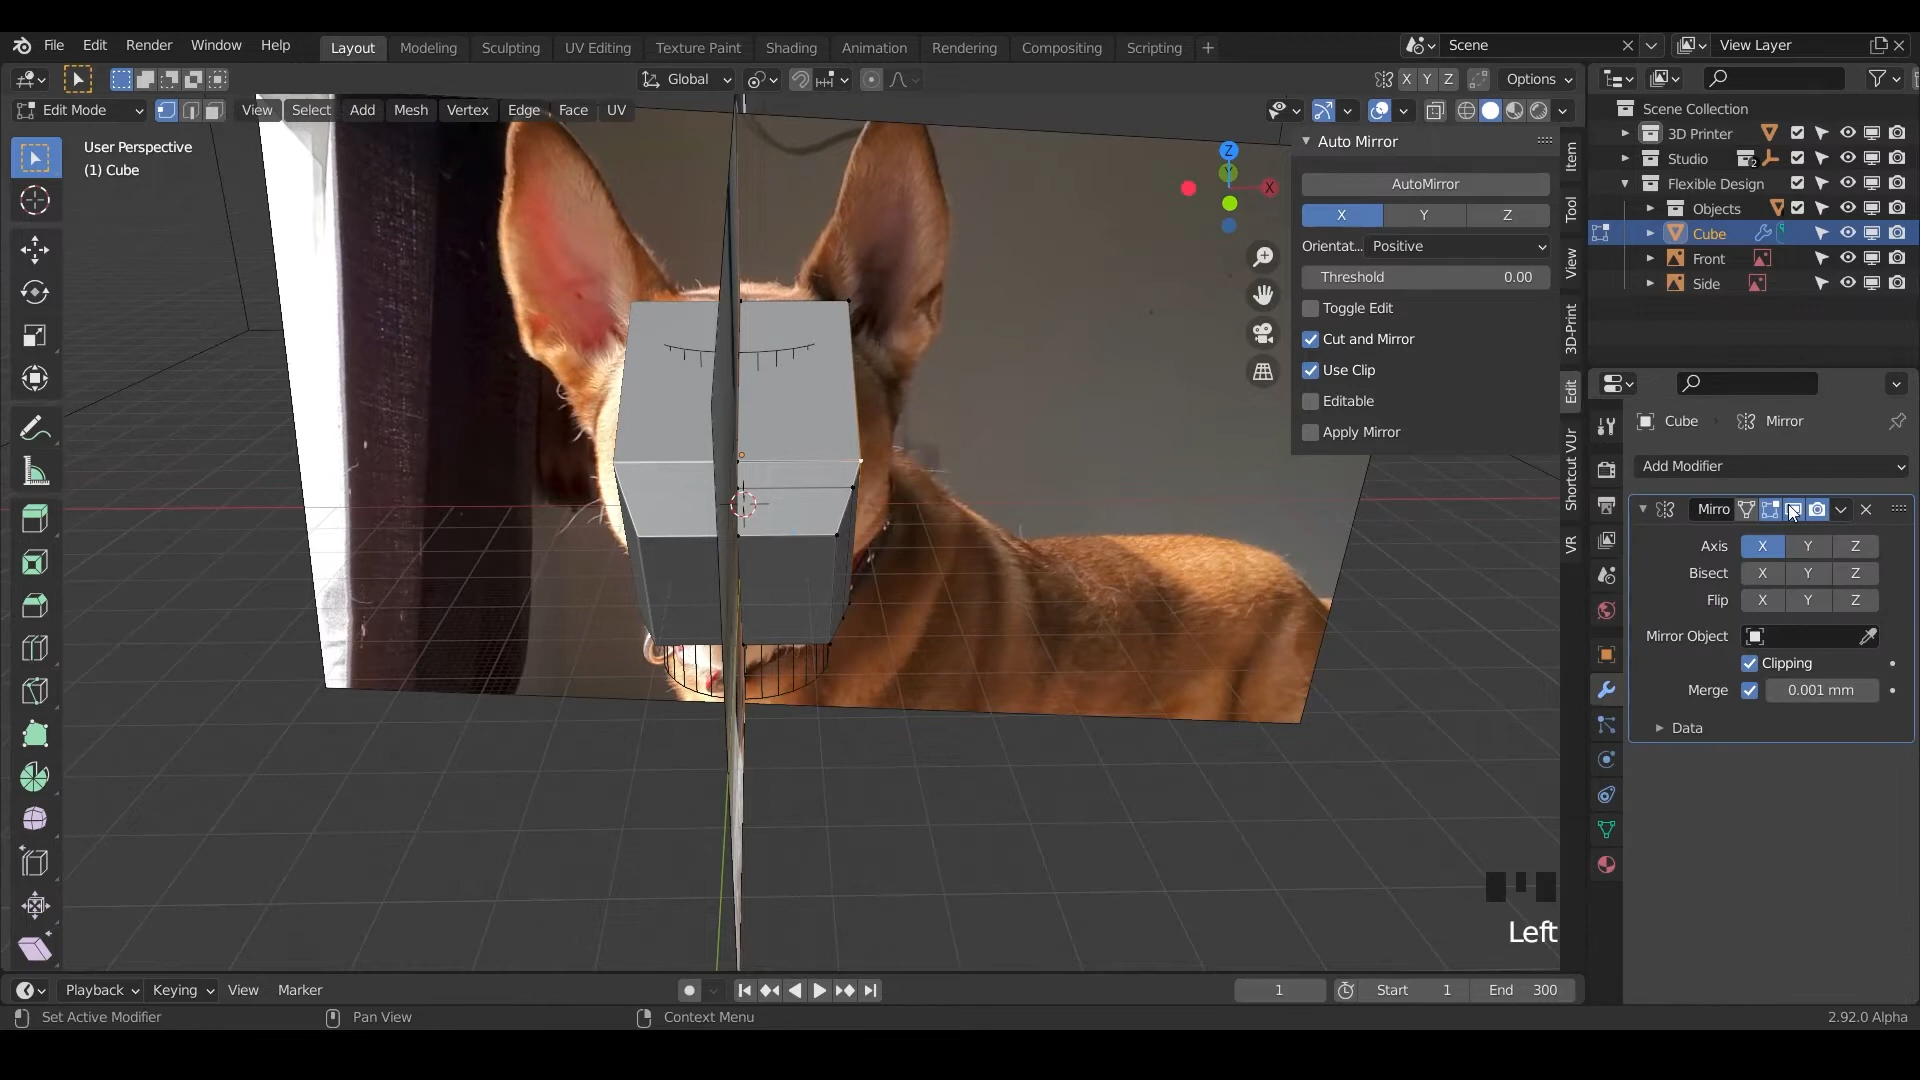 File Edit Render Window Help Layout Modeling Sculpting UV Editing Texture Paint Shading Animation Rendering Compositing Scripting + Scene View Layer
Global X Y Z Options
Edit Mode View Select Add Mesh Vertex Edge Face UV
User Perspective
(1) Cube
Z
Y
X
Auto Mirror
AutoMirror
X Y Z
Orientat... Positive
Threshold 0.00
Toggle Edit
Cut and Mirror
Use Clip
Editable
Apply Mirror
Item
Tool
View
3D-Print
Edit
Shortcut VUr
VR
Scene Collection
3D Printer
Studio 2
Flexible Design
Objects
Cube
Front
Side
Cube Mirror
Add Modifier
Mirro
Axis X Y Z
Bisect X Y Z
Flip X Y Z
Mirror Object
Clipping
Merge 0.001 mm
Data
Left
Playback Keying View Marker 1 Start 1 End 300
Set Active Modifier Pan View Context Menu 2.92.0 Alpha